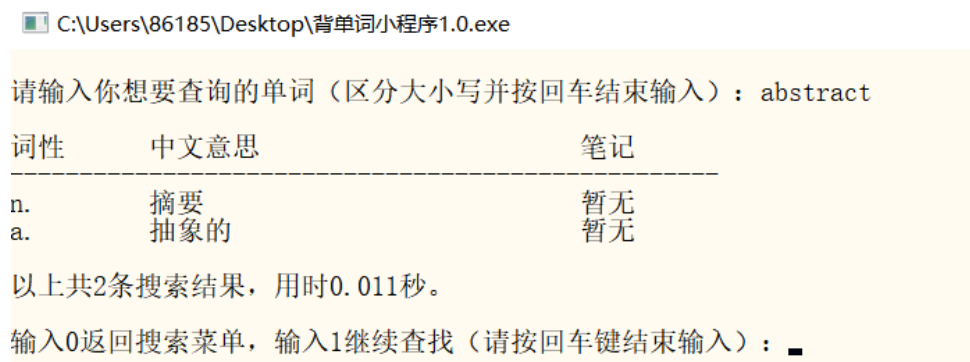 C:\Users\86185\Desktop\背单词小程序1.0.exe
请输入你想要查询的单词（区分大小写并按回车结束输入）：abstract
词性 中文意思 笔记
----------------------------------------------------
n. 摘要 暂无
a. 抽象的 暂无
以上共2条搜索结果，用时0.011秒。
输入0返回搜索菜单，输入1继续查找（请按回车键结束输入）：